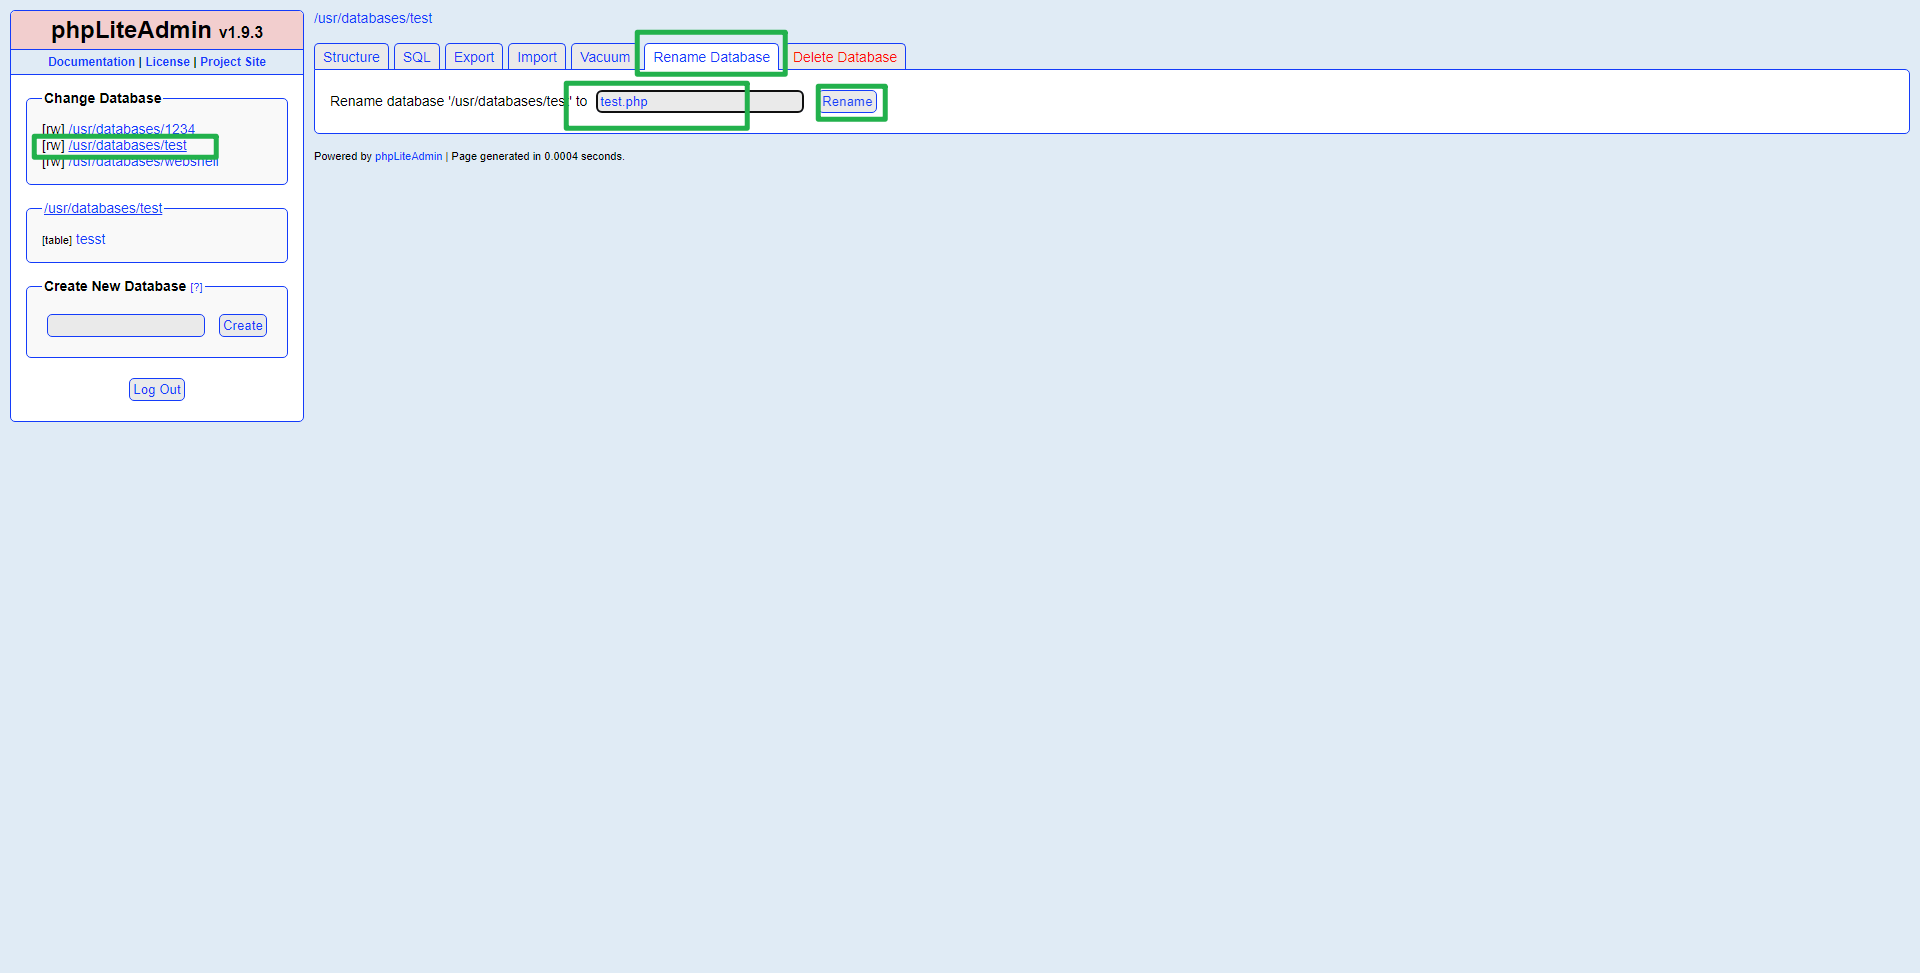 phpLiteAdmin v1.9.3
Documentation | License | Project Site
Change Database
[rw] /usr/databases/1234
[rw] /usr/databases/test
[rw] /usr/databases/webshell
/usr/databases/test
[table] tesst
Create New Database [?]
Create
Log Out
/usr/databases/test
Structure SQL Export Import Vacuum Rename Database Delete Database
Rename database '/usr/databases/test' to test.php Rename
Powered by phpLiteAdmin | Page generated in 0.0004 seconds.